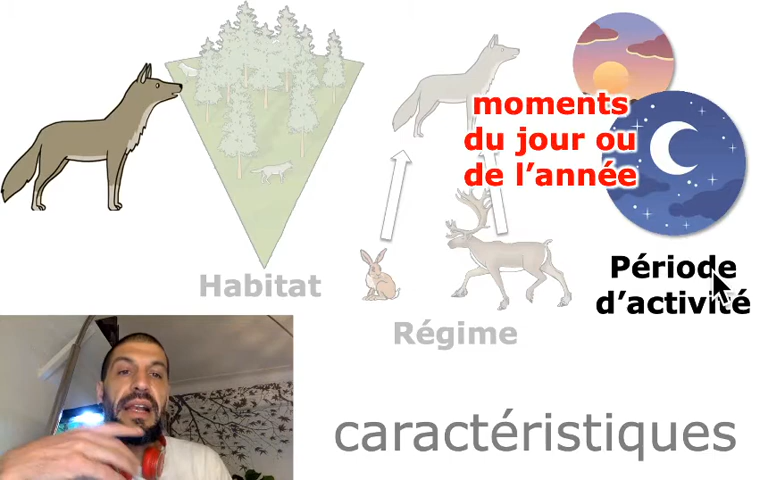 moments
du jour ou
de l’année
Période
d’activité
Habitat
Régime
caractéristiques